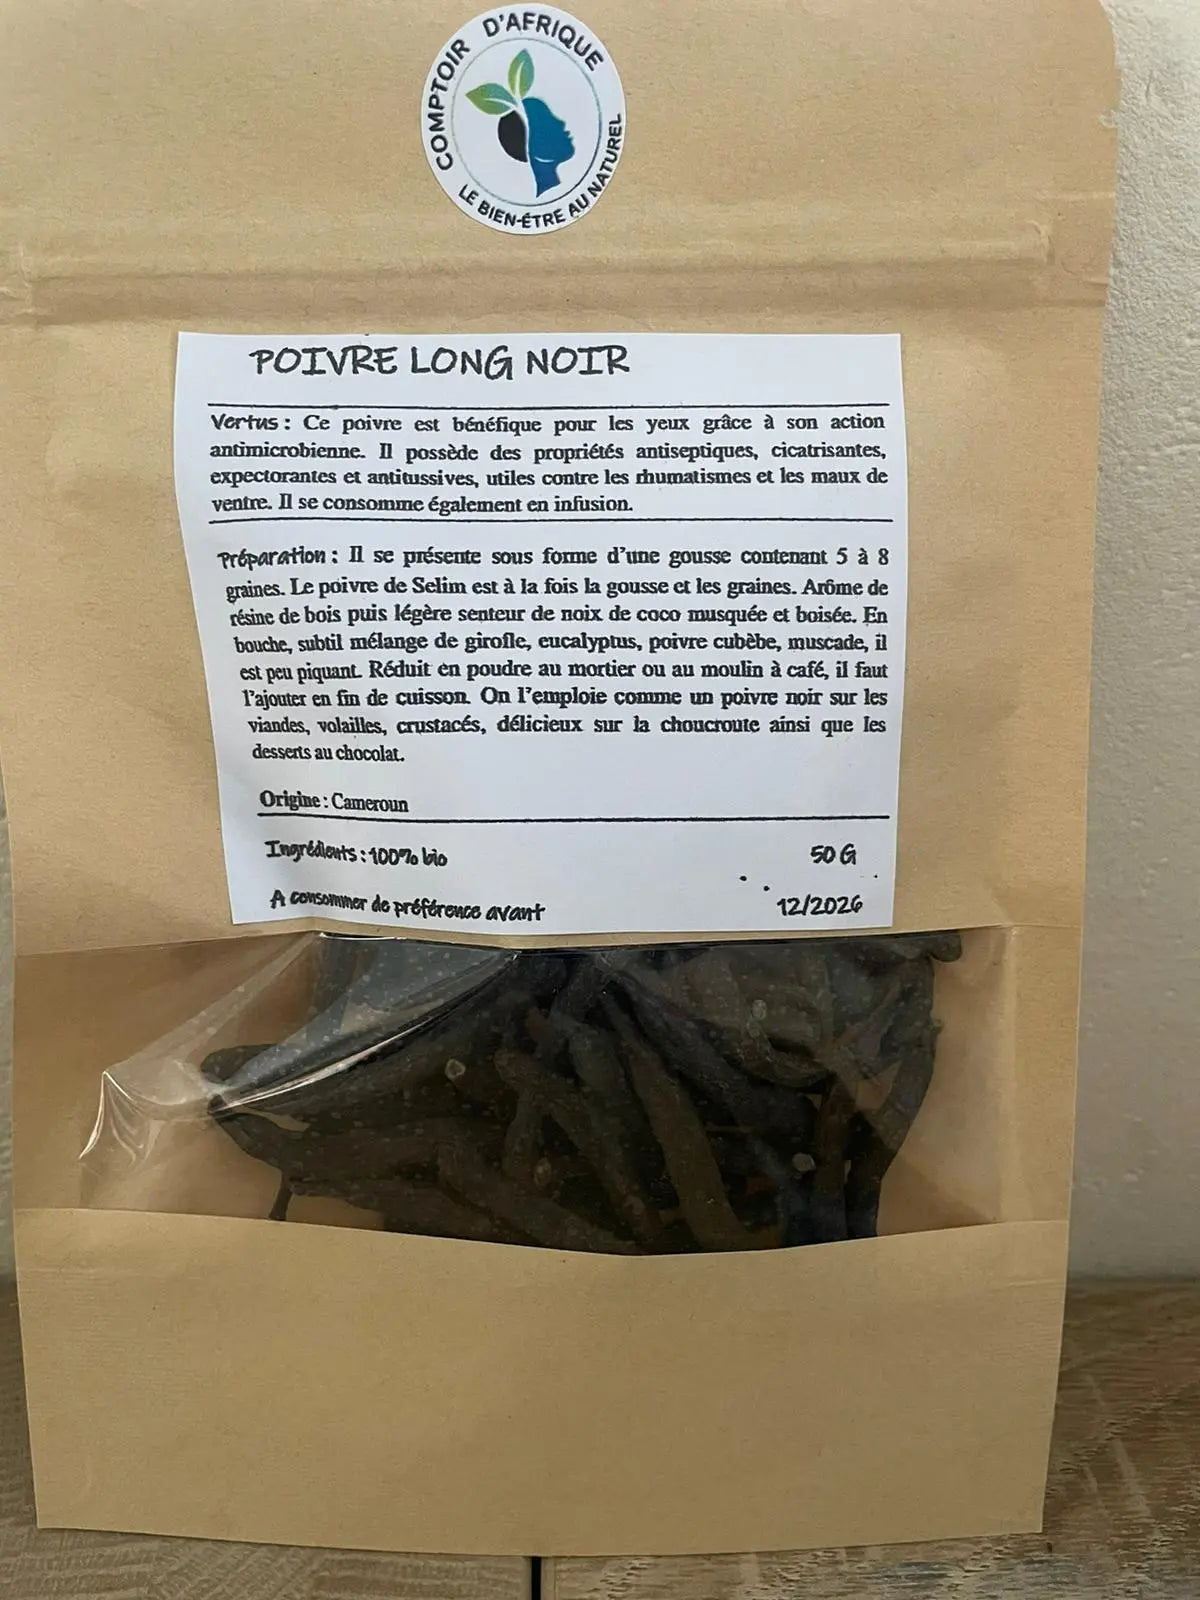 COMPTOIR D'AFRIQUE
LE BIEN-ÊTRE AU NATUREL
POIVRE LONG NOIR
Vertus : Ce poivre est bénéfique pour les yeux grâce à son action
antimicrobienne. Il possède des propriétés antiseptiques, cicatrisantes,
expectorantes et antitussives, utiles contre les rhumatismes et les maux de
ventre. Il se consomme également en infusion.
Préparation : Il se présente sous forme d'une gousse contenant 5 à 8
graines. Le poivre de Selim est à la fois la gousse et les graines. Arôme de
résine de bois puis légère senteur de noix de coco musquée et boisée. En
bouche, subtil mélange de girofle, eucalyptus, poivre cubèbe, muscade, il
est peu piquant. Réduit en poudre au mortier ou au moulin à café, il faut
l'ajouter en fin de cuisson. On l'emploie comme un poivre noir sur les
viandes, volailles, crustacés, délicieux sur la choucroute ainsi que les
desserts au chocolat.
Origine : Cameroun
Ingrédients : 100% bio 50 G
A consommer de préférence avant 12/2026